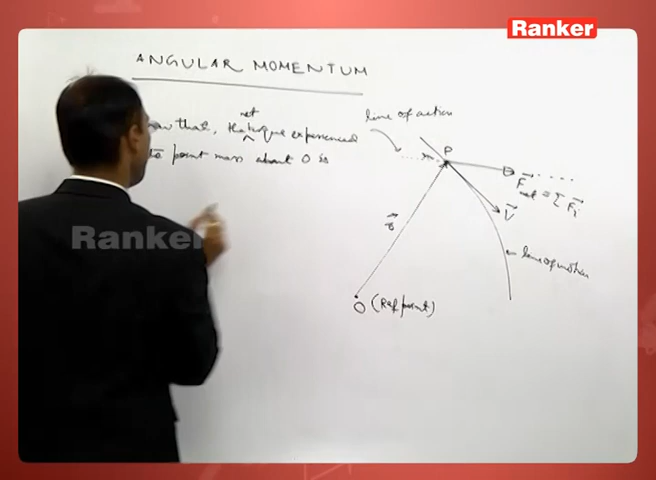 Ranker
ANGULAR MOMENTUM
net
that, the torque experienced
point mass about O is
line of action
m
P
F⃗net = Σ F⃗i
V⃗
r⃗
line of motion
O (Ref point)
Ranker